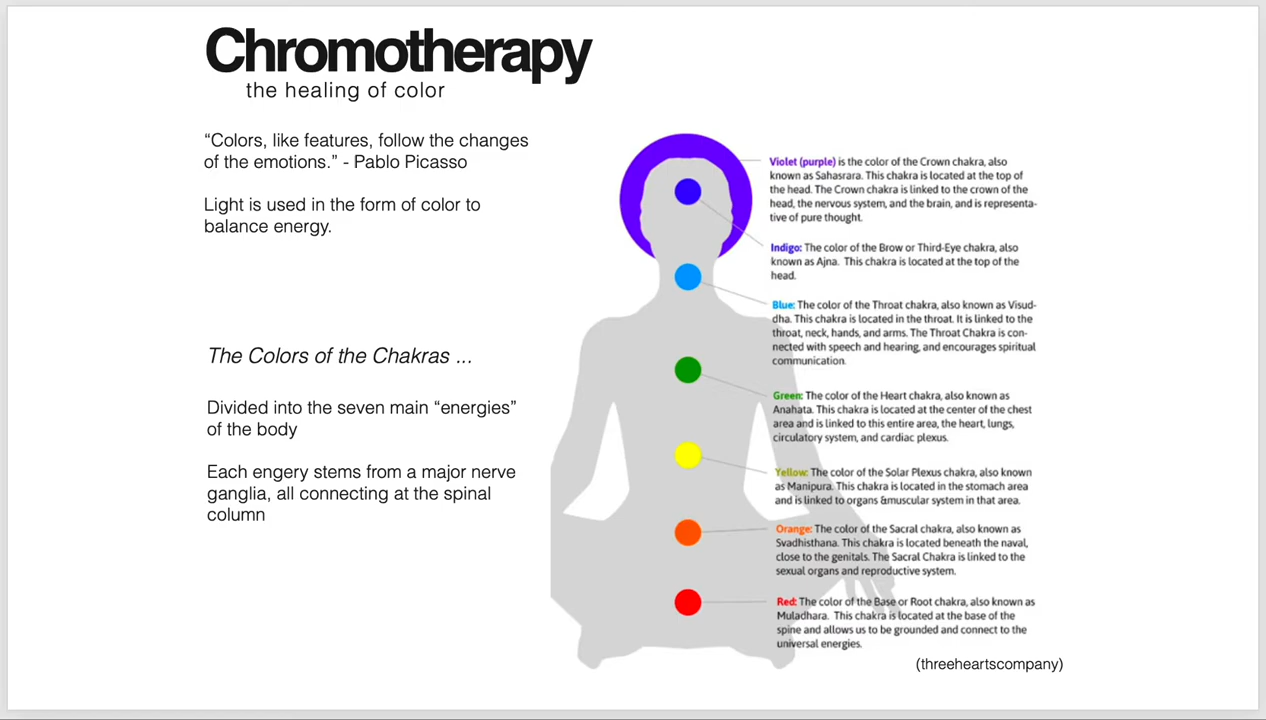 Chromotherapy
the healing of color
“Colors, like features, follow the changes
of the emotions.” - Pablo Picasso
Light is used in the form of color to
balance energy.
The Colors of the Chakras ...
Divided into the seven main “energies”
of the body
Each engery stems from a major nerve
ganglia, all connecting at the spinal
column
Violet (purple) is the color of the Crown chakra, also
known as Sahasrara. This chakra is located at the top of
the head. The Crown chakra is linked to the crown of the
head, the nervous system, and the brain, and is representa-
tive of pure thought.
Indigo: The color of the Brow or Third-Eye chakra, also
known as Ajna. This chakra is located at the top of the
head.
Blue: The color of the Throat chakra, also known as Visud-
dha. This chakra is located in the throat. It is linked to the
throat, neck, hands, and arms. The Throat Chakra is con-
nected with speech and hearing, and encourages spiritual
communication.
Green: The color of the Heart chakra, also known as
Anahata. This chakra is located at the center of the chest
area and is linked to this entire area, the heart, lungs,
circulatory system, and cardiac plexus.
Yellow: The color of the Solar Plexus chakra, also known
as Manipura. This chakra is located in the stomach area
and is linked to organs &muscular system in that area.
Orange: The color of the Sacral chakra, also known as
Svadhisthana. This chakra is located beneath the naval,
close to the genitals. The Sacral Chakra is linked to the
sexual organs and reproductive system.
Red: The color of the Base or Root chakra, also known as
Muladhara. This chakra is located at the base of the
spine and allows us to be grounded and connect to the
universal energies.
(threeheartscompany)